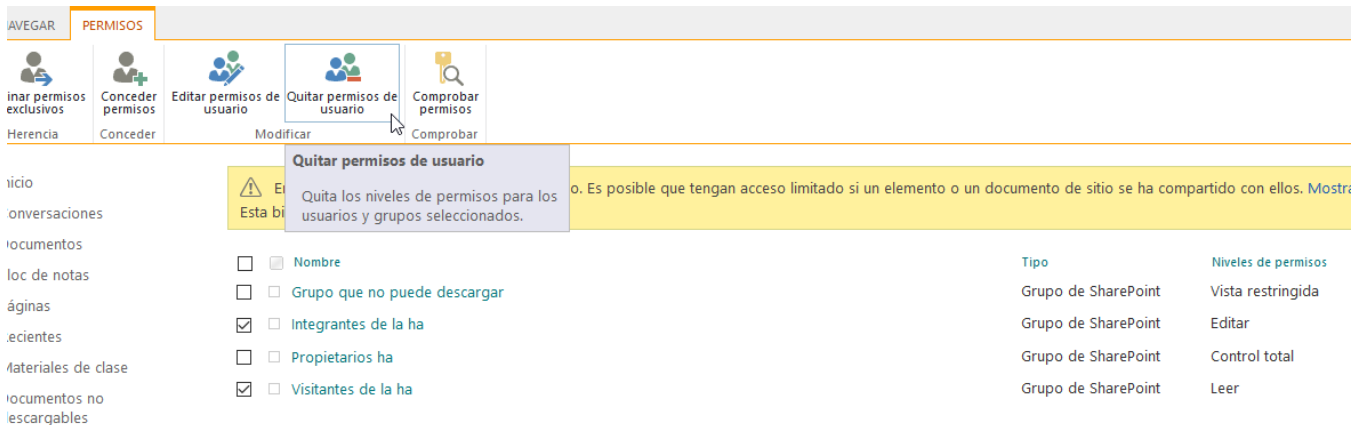 AVEGAR PERMISOS
inar permisos exclusivos
Conceder permisos
Editar permisos de usuario
Quitar permisos de usuario
Comprobar permisos
Herencia Conceder Modificar Comprobar
Quitar permisos de usuario
Quita los niveles de permisos para los
usuarios y grupos seleccionados.
o. Es posible que tengan acceso limitado si un elemento o un documento de sitio se ha compartido con ellos. Mostra
Esta bi
nicio
onversaciones
ocumentos
loc de notas
áginas
ecientes
Materiales de clase
ocumentos no
escargables
Nombre Tipo Niveles de permisos
Grupo que no puede descargar Grupo de SharePoint Vista restringida
Integrantes de la ha Grupo de SharePoint Editar
Propietarios ha Grupo de SharePoint Control total
Visitantes de la ha Grupo de SharePoint Leer